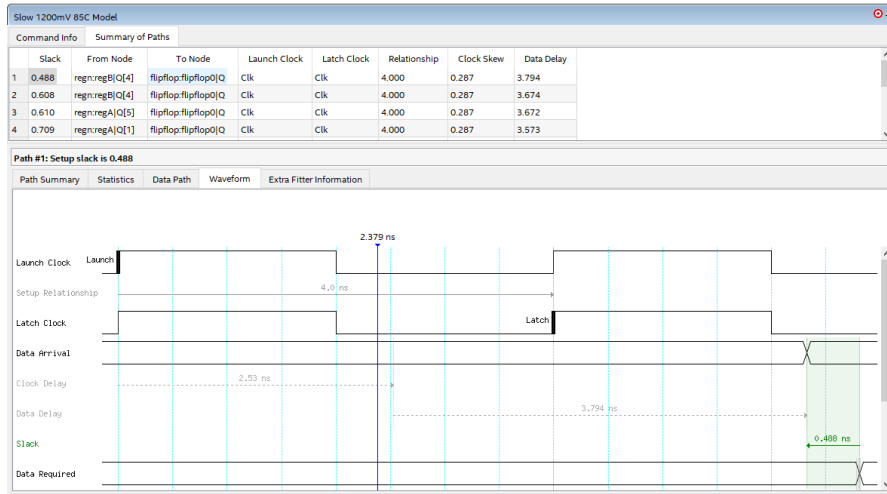 Slow 1200mV 85C Model
Command Info Summary of Paths
Slack From Node To Node Launch Clock Latch Clock Relationship Clock Skew Data Delay
1 0.488 regn:regB|Q[4] flipflop:flipflop0|Q Clk Clk 4.000 0.287 3.794
2 0.608 regn:regB|Q[4] flipflop:flipflop0|Q Clk Clk 4.000 0.287 3.674
3 0.610 regn:regA|Q[5] flipflop:flipflop0|Q Clk Clk 4.000 0.287 3.672
4 0.709 regn:regA|Q[1] flipflop:flipflop0|Q Clk Clk 4.000 0.287 3.573
Path #1: Setup slack is 0.488
Path Summary Statistics Data Path Waveform Extra Fitter Information
2.379 ns
Launch Clock Launch
Setup Relationship 4.0 ns
Latch Clock Latch
Data Arrival
Clock Delay 2.53 ns
Data Delay 3.794 ns
Slack 0.488 ns
Data Required